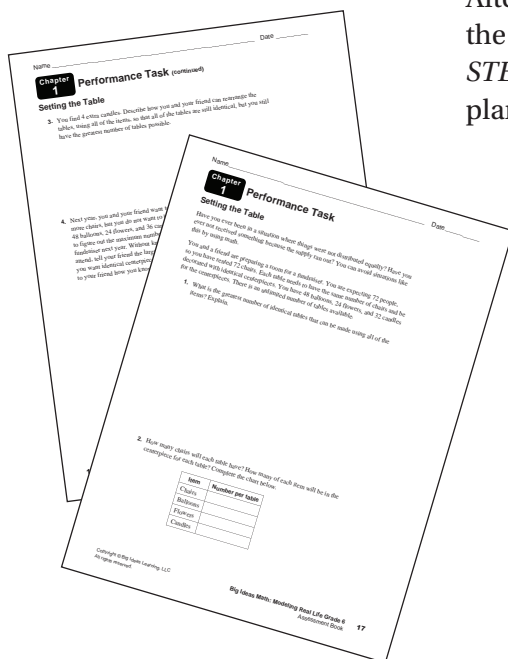 Afte
the
STE
plan
Name
Date
Chapter
1
Performance Task (continued)
Setting the Table
3. You find 4 extra candles. Describe how you and your friend can rearrange the
tables, using all of the items, so that all of the tables are still identical, but you still
have the greatest number of tables possible.
4. Next year, you and your friend want
more chairs, but you do not want to
48 balloons, 24 flowers, and 36 can
to figure out the maximum numbe
fundraiser next year. Without
attend, tell your friend the larg
you want identical centerpiec
to your friend how you know
Name
Date
Chapter
1
Performance Task
Setting the Table
Have you ever been in a situation where things were not distributed equally? Have you
ever not received something because the supply ran out? You can avoid situations like
this by using math.
You and a friend are preparing a room for a fundraiser. You are expecting 72 people,
so you have rented 72 chairs. Each table needs to have the same number of chairs and be
decorated with identical centerpieces. You have 48 balloons, 24 flowers, and 32 candles
for the centerpieces. There is an unlimited number of tables available.
1. What is the greatest number of identical tables that can be made using all of the
items? Explain.
2. How many chairs will each table have? How many of each item will be in the
centerpiece for each table? Complete the chart below.
Item Number per table
Chairs
Balloons
Flowers
Candles
Copyright © Big Ideas Learning, LLC
All rights reserved.
Big Ideas Math: Modeling Real Life Grade 6
Assessment Book
17